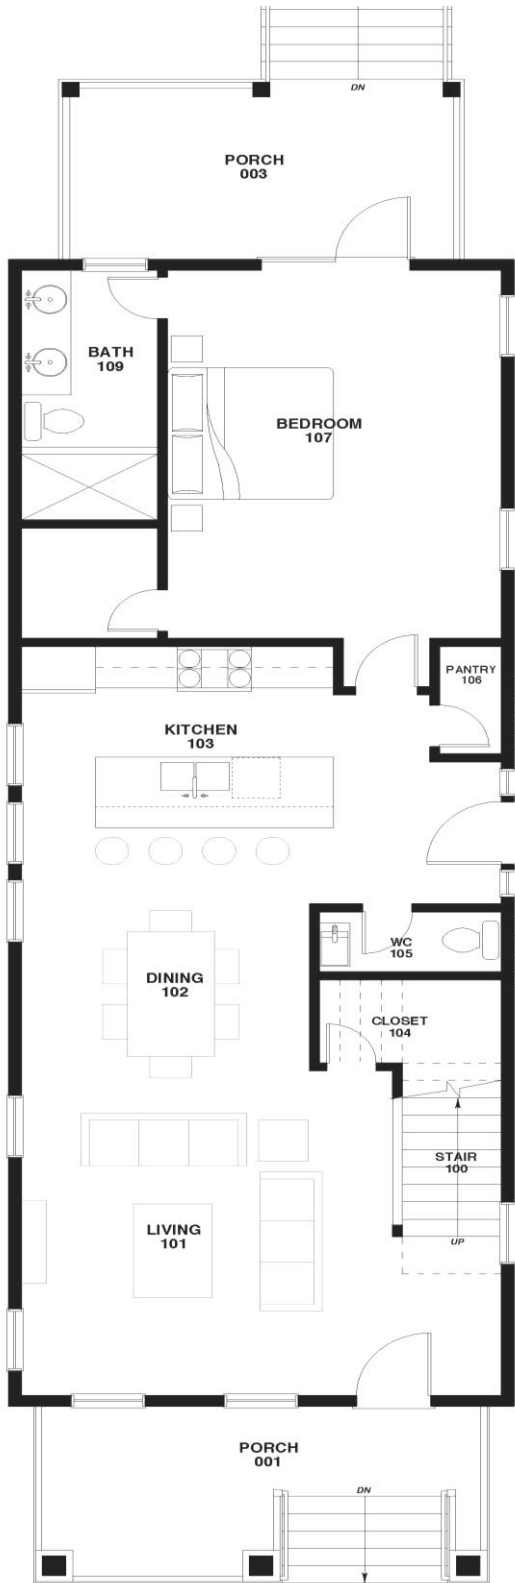 DN
PORCH
003
BATH
109
BEDROOM
107
PANTRY
106
KITCHEN
103
WC
105
DINING
102
CLOSET
104
STAIR
100
LIVING
101
UP
PORCH
001
DN